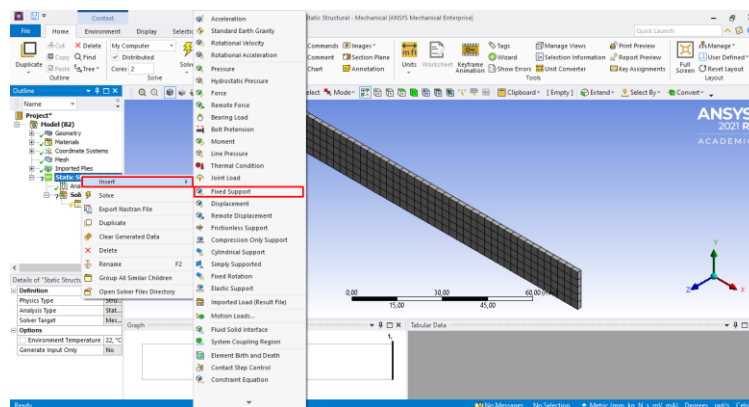 Context
Static Structural - Mechanical [ANSYS Mechanical Enterprise]
File Home Environment Display Selection
Quick Launch
Duplicate
Cut Delete
Copy Find
Paste Tree
Outline
My Computer
Distributed
Cores 2
Solve
Commands Images
Comment Section Plane
Chart Annotation
Units Worksheet Keyframe Animation
Tags
Wizard
Show Errors
Manage Views
Selection Information
Unit Converter
Tools
Print Preview
Report Preview
Key Assignments
Full Screen
Manage
User Defined
Reset Layout
Layout
Outline
Name
Select Mode
Clipboard [ Empty ] Extend Select By Convert
Project*
Model (B2)
Geometry
Materials
Coordinate Systems
Mesh
Imported Plies
Static S
Ana
Sol
Insert
Solve
Export Nastran File
Duplicate
Clear Generated Data
Delete
Rename F2
Group All Similar Children
Open Solver Files Directory
Acceleration
Standard Earth Gravity
Rotational Velocity
Rotational Acceleration
Pressure
Hydrostatic Pressure
Force
Remote Force
Bearing Load
Bolt Pretension
Moment
Line Pressure
Thermal Condition
Joint Load
Fixed Support
Displacement
Remote Displacement
Frictionless Support
Compression Only Support
Cylindrical Support
Simply Supported
Fixed Rotation
Elastic Support
Imported Load (Result File)
Motion Loads...
Fluid Solid Interface
System Coupling Region
Element Birth and Death
Contact Step Control
Constraint Equation
ANSYS
2021 R
ACADEMIC
0,00 30,00 60,00
15,00 45,00
Y
Z X
Details of "Static Structu
Definition
Physics Type Stru...
Analysis Type Stat...
Solver Target Mec...
Options
Environment Temperature 22, °C
Generate Input Only No
Graph
1,
Tabular Data
Ready
No Messages No Selection Metric (mm, kg, N, s, mV, mA) Degrees rad/s Cels